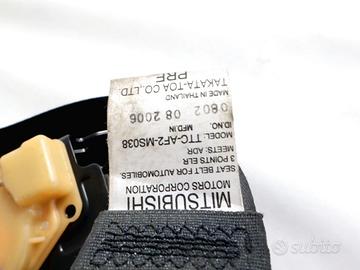 MITSUBISHI
MOTORS CORPORATION
SEAT BELT FOR AUTOMOBILES.
3 POINTS EUR
MEETS: ADR
MODEL: TTC-AF2-MS038
ID.NO. MFD IN
0802 08 2006
MADE IN THAILAND
TAKATA-TOA CO., LTD.
PRE
subito